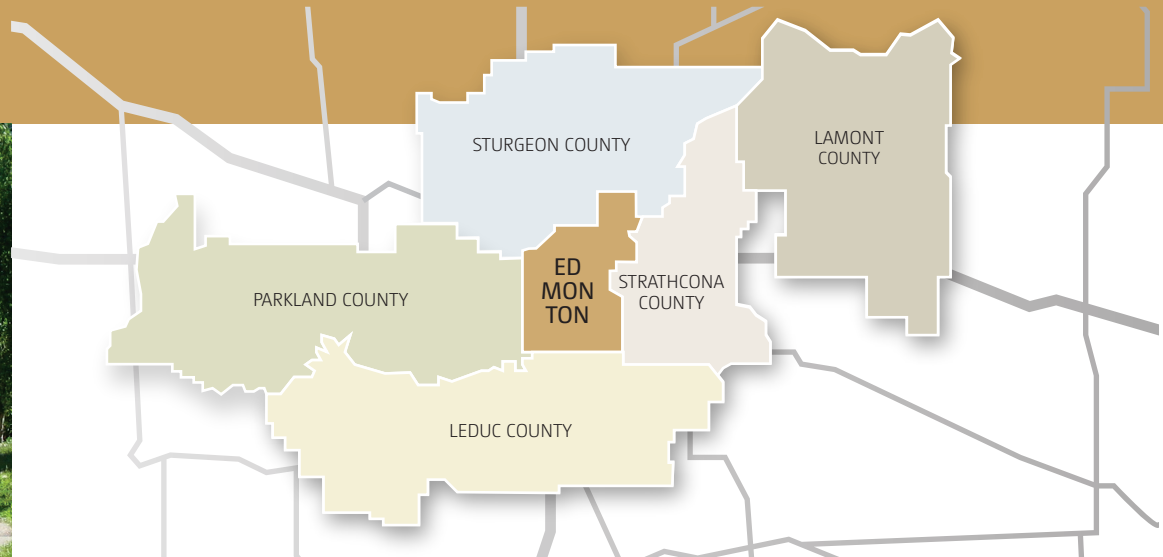 STURGEON COUNTY
LAMONT
COUNTY
ED
MON
TON
STRATHCONA
COUNTY
PARKLAND COUNTY
LEDUC COUNTY